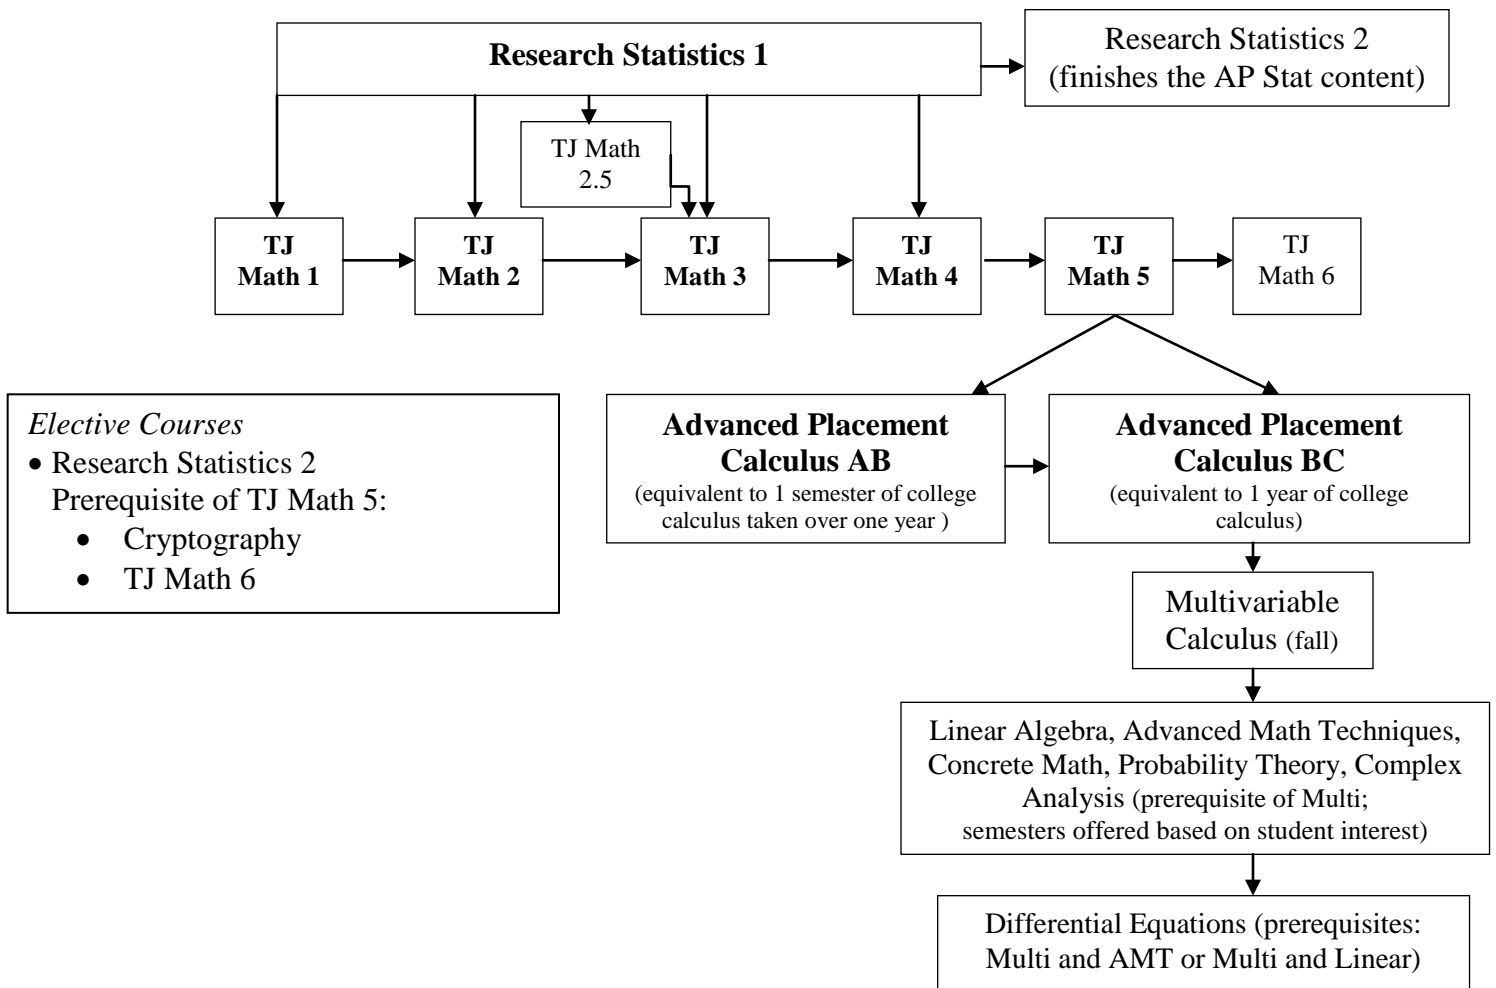 Research Statistics 1
Research Statistics 2
(finishes the AP Stat content)
TJ Math
2.5
TJ
Math 1
TJ
Math 2
TJ
Math 3
TJ
Math 4
TJ
Math 5
TJ
Math 6
Elective Courses
• Research Statistics 2
Prerequisite of TJ Math 5:
• Cryptography
• TJ Math 6
Advanced Placement
Calculus AB
(equivalent to 1 semester of college
calculus taken over one year )
Advanced Placement
Calculus BC
(equivalent to 1 year of college
calculus)
Multivariable
Calculus (fall)
Linear Algebra, Advanced Math Techniques,
Concrete Math, Probability Theory, Complex
Analysis (prerequisite of Multi;
semesters offered based on student interest)
Differential Equations (prerequisites:
Multi and AMT or Multi and Linear)